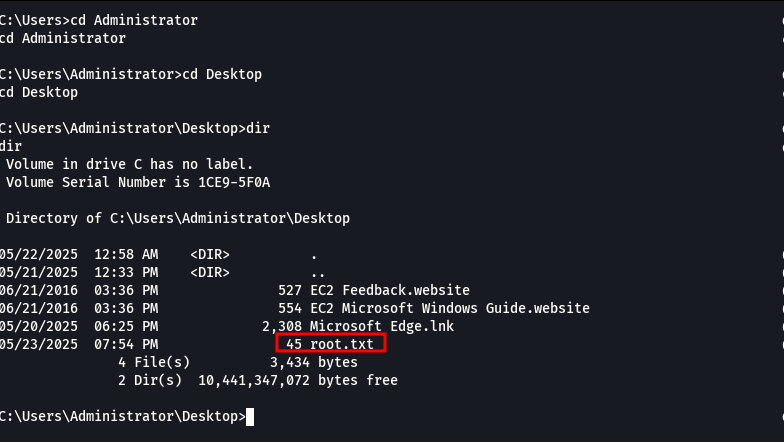 C:\Users>cd Administrator
cd Administrator
C:\Users\Administrator>cd Desktop
cd Desktop
C:\Users\Administrator\Desktop>dir
dir
Volume in drive C has no label.
Volume Serial Number is 1CE9-5F0A
Directory of C:\Users\Administrator\Desktop
05/22/2025  12:58 AM    <DIR>          .
05/21/2025  12:33 PM    <DIR>          ..
06/21/2016  03:36 PM               527 EC2 Feedback.website
06/21/2016  03:36 PM               554 EC2 Microsoft Windows Guide.website
05/20/2025  06:25 PM             2,308 Microsoft Edge.lnk
05/23/2025  07:54 PM                45 root.txt
4 File(s)          3,434 bytes
2 Dir(s)  10,441,347,072 bytes free
C:\Users\Administrator\Desktop>